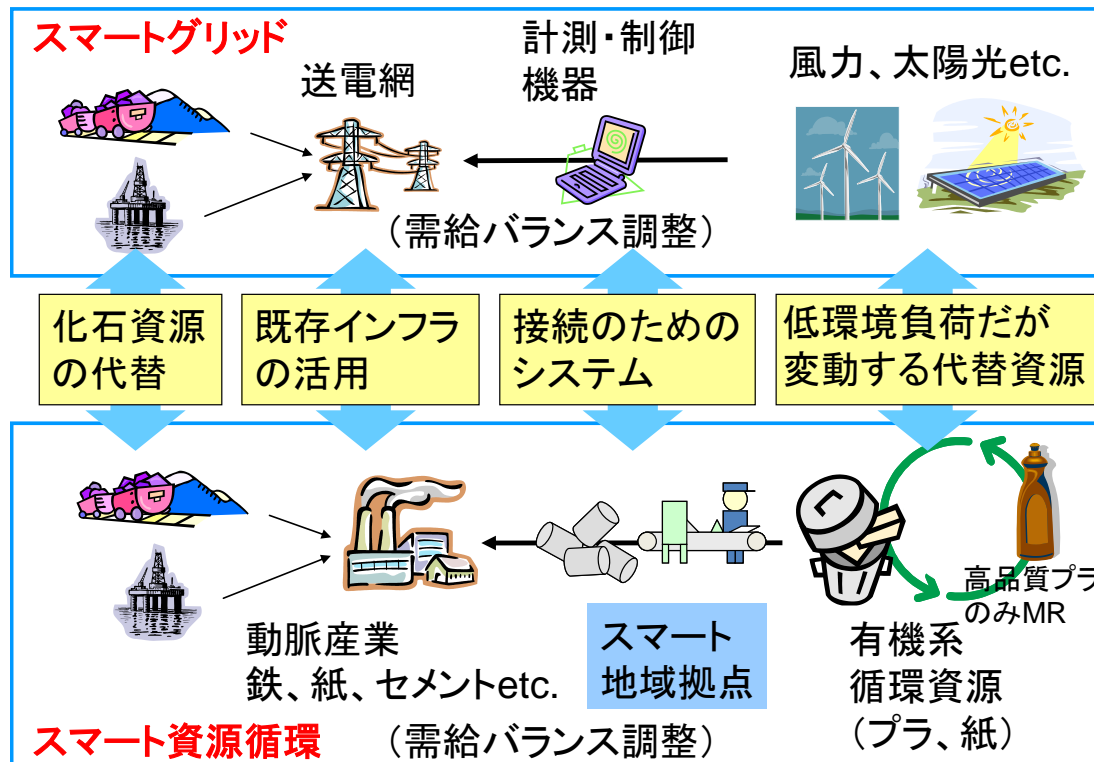 スマートグリッド
送電網
計測・制御
機器
風力、太陽光etc.
（需給バランス調整）
化石資源
の代替
既存インフラ
の活用
接続のための
システム
低環境負荷だが
変動する代替資源
高品質プラ
のみMR
動脈産業
鉄、紙、セメントetc.
スマート
地域拠点
有機系
循環資源
（プラ、紙）
スマート資源循環
（需給バランス調整）